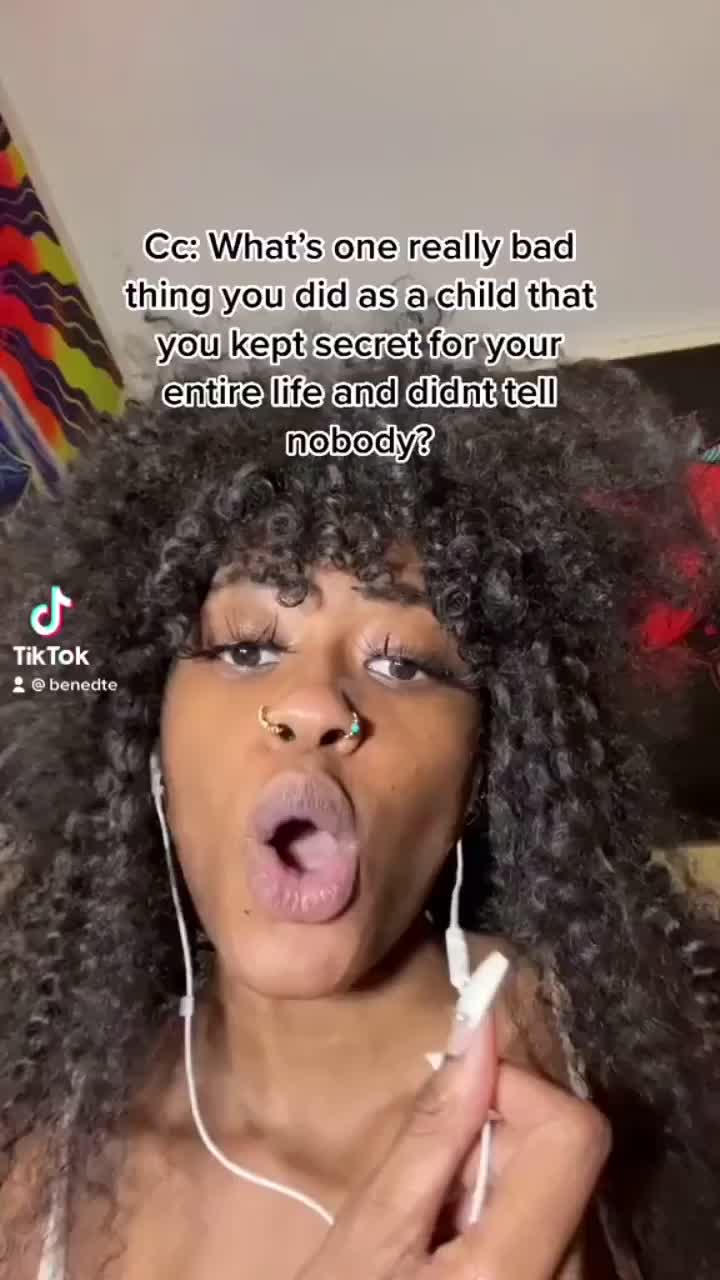 Cc: What's one really bad
thing you did as a child that
you kept secret for your
entire life and didnt tell
nobody?
TikTok
@benedte